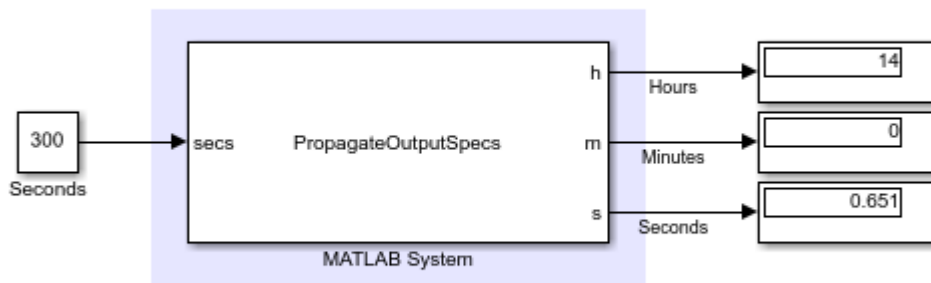 300
Seconds
secs
PropagateOutputSpecs
h
m
s
MATLAB System
Hours
Minutes
Seconds
14
0
0.651